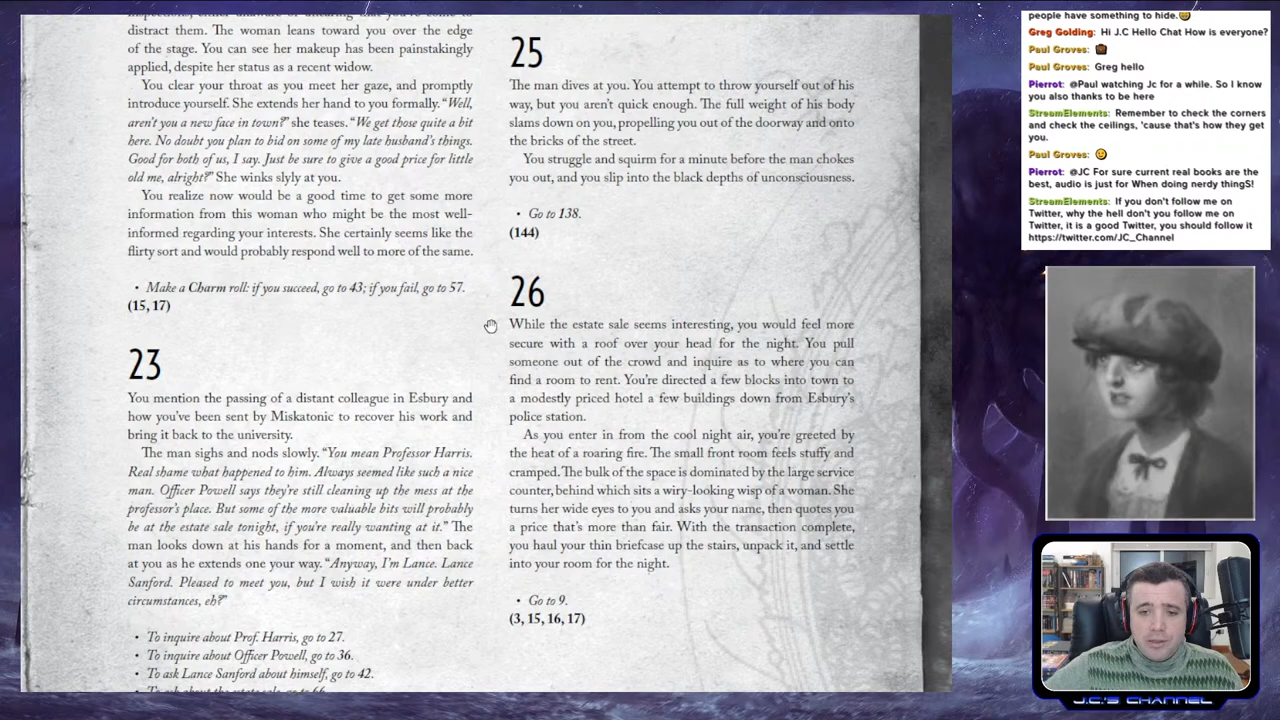 distract them. The woman leans toward you over the edge
of the stage. You can see her makeup has been painstakingly
applied, despite her status as a recent widow.
You clear your throat as you meet her gaze, and promptly
introduce yourself. She extends her hand to you formally. “Well,
aren’t you a new face in town?” she teases. “We get those quite a bit
here. No doubt you plan to bid on some of my late husband’s things.
Good for both of us, I say. Just be sure to give a good price for little
old me, alright?” She winks slyly at you.
You realize now would be a good time to get some more
information from this woman who might be the most well-
informed regarding your interests. She certainly seems like the
flirty sort and would probably respond well to more of the same.
• Make a Charm roll: if you succeed, go to 43; if you fail, go to 57.
(15, 17)
23
You mention the passing of a distant colleague in Esbury and
how you’ve been sent by Miskatonic to recover his work and
bring it back to the university.
The man sighs and nods slowly. “You mean Professor Harris.
Real shame what happened to him. Always seemed like such a nice
man. Officer Powell says they’re still cleaning up the mess at the
professor’s place. But some of the more valuable bits will probably
be at the estate sale tonight, if you’re really wanting at it.” The
man looks down at his hands for a moment, and then back
at you as he extends one your way. “Anyway, I’m Lance. Lance
Sanford. Pleased to meet you, but I wish it were under better
circumstances, eh?”
• To inquire about Prof. Harris, go to 27.
• To inquire about Officer Powell, go to 36.
• To ask Lance Sanford about himself, go to 42.
25
The man dives at you. You attempt to throw yourself out of his
way, but you aren’t quick enough. The full weight of his body
slams down on you, propelling you out of the doorway and onto
the bricks of the street.
You struggle and squirm for a minute before the man chokes
you out, and you slip into the black depths of unconsciousness.
• Go to 138.
(144)
26
While the estate sale seems interesting, you would feel more
secure with a roof over your head for the night. You pull
someone out of the crowd and inquire as to where you can
find a room to rent. You’re directed a few blocks into town to
a modestly priced hotel a few buildings down from Esbury’s
police station.
As you enter in from the cool night air, you’re greeted by
the heat of a roaring fire. The small front room feels stuffy and
cramped. The bulk of the space is dominated by the large service
counter, behind which sits a wiry-looking wisp of a woman. She
turns her wide eyes to you and asks your name, then quotes you
a price that’s more than fair. With the transaction complete,
you haul your thin briefcase up the stairs, unpack it, and settle
into your room for the night.
• Go to 9.
(3, 15, 16, 17)
people have something to hide.
Greg Golding: Hi J.C Hello Chat How is everyone?
Paul Groves:
Paul Groves: Greg hello
Pierrot: @Paul watching Jc for a while. So I know
you also thanks to be here
StreamElements: Remember to check the corners
and check the ceilings, 'cause that's how they get
you.
Paul Groves:
Pierrot: @JC For sure current real books are the
best, audio is just for When doing nerdy thingS!
StreamElements: If you don't follow me on
Twitter, why the hell don't you follow me on
Twitter, it is a good Twitter, you should follow it
https://twitter.com/JC_Channel
J.C.'S CHANNEL